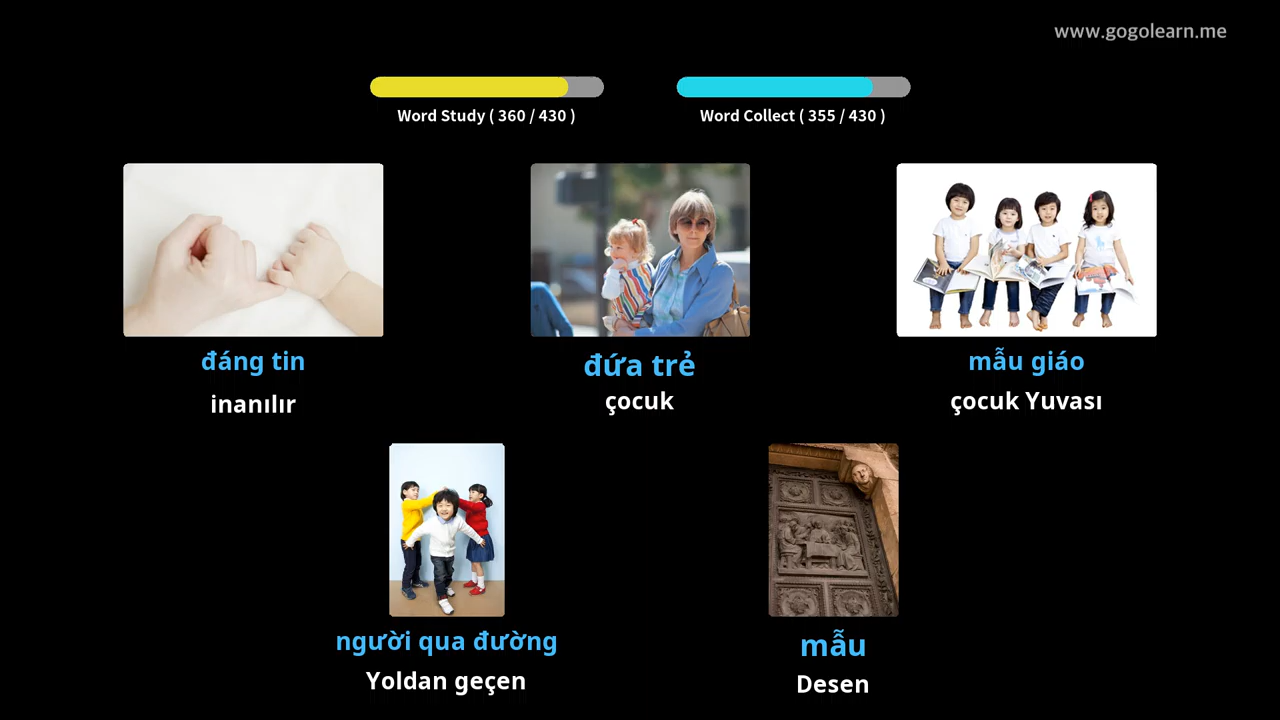 www.gogolearn.me
Word Study ( 360 / 430 )
Word Collect ( 355 / 430 )
đáng tin
inanılır
đứa trẻ
çocuk
mẫu giáo
çocuk Yuvası
người qua đường
Yoldan geçen
mẫu
Desen